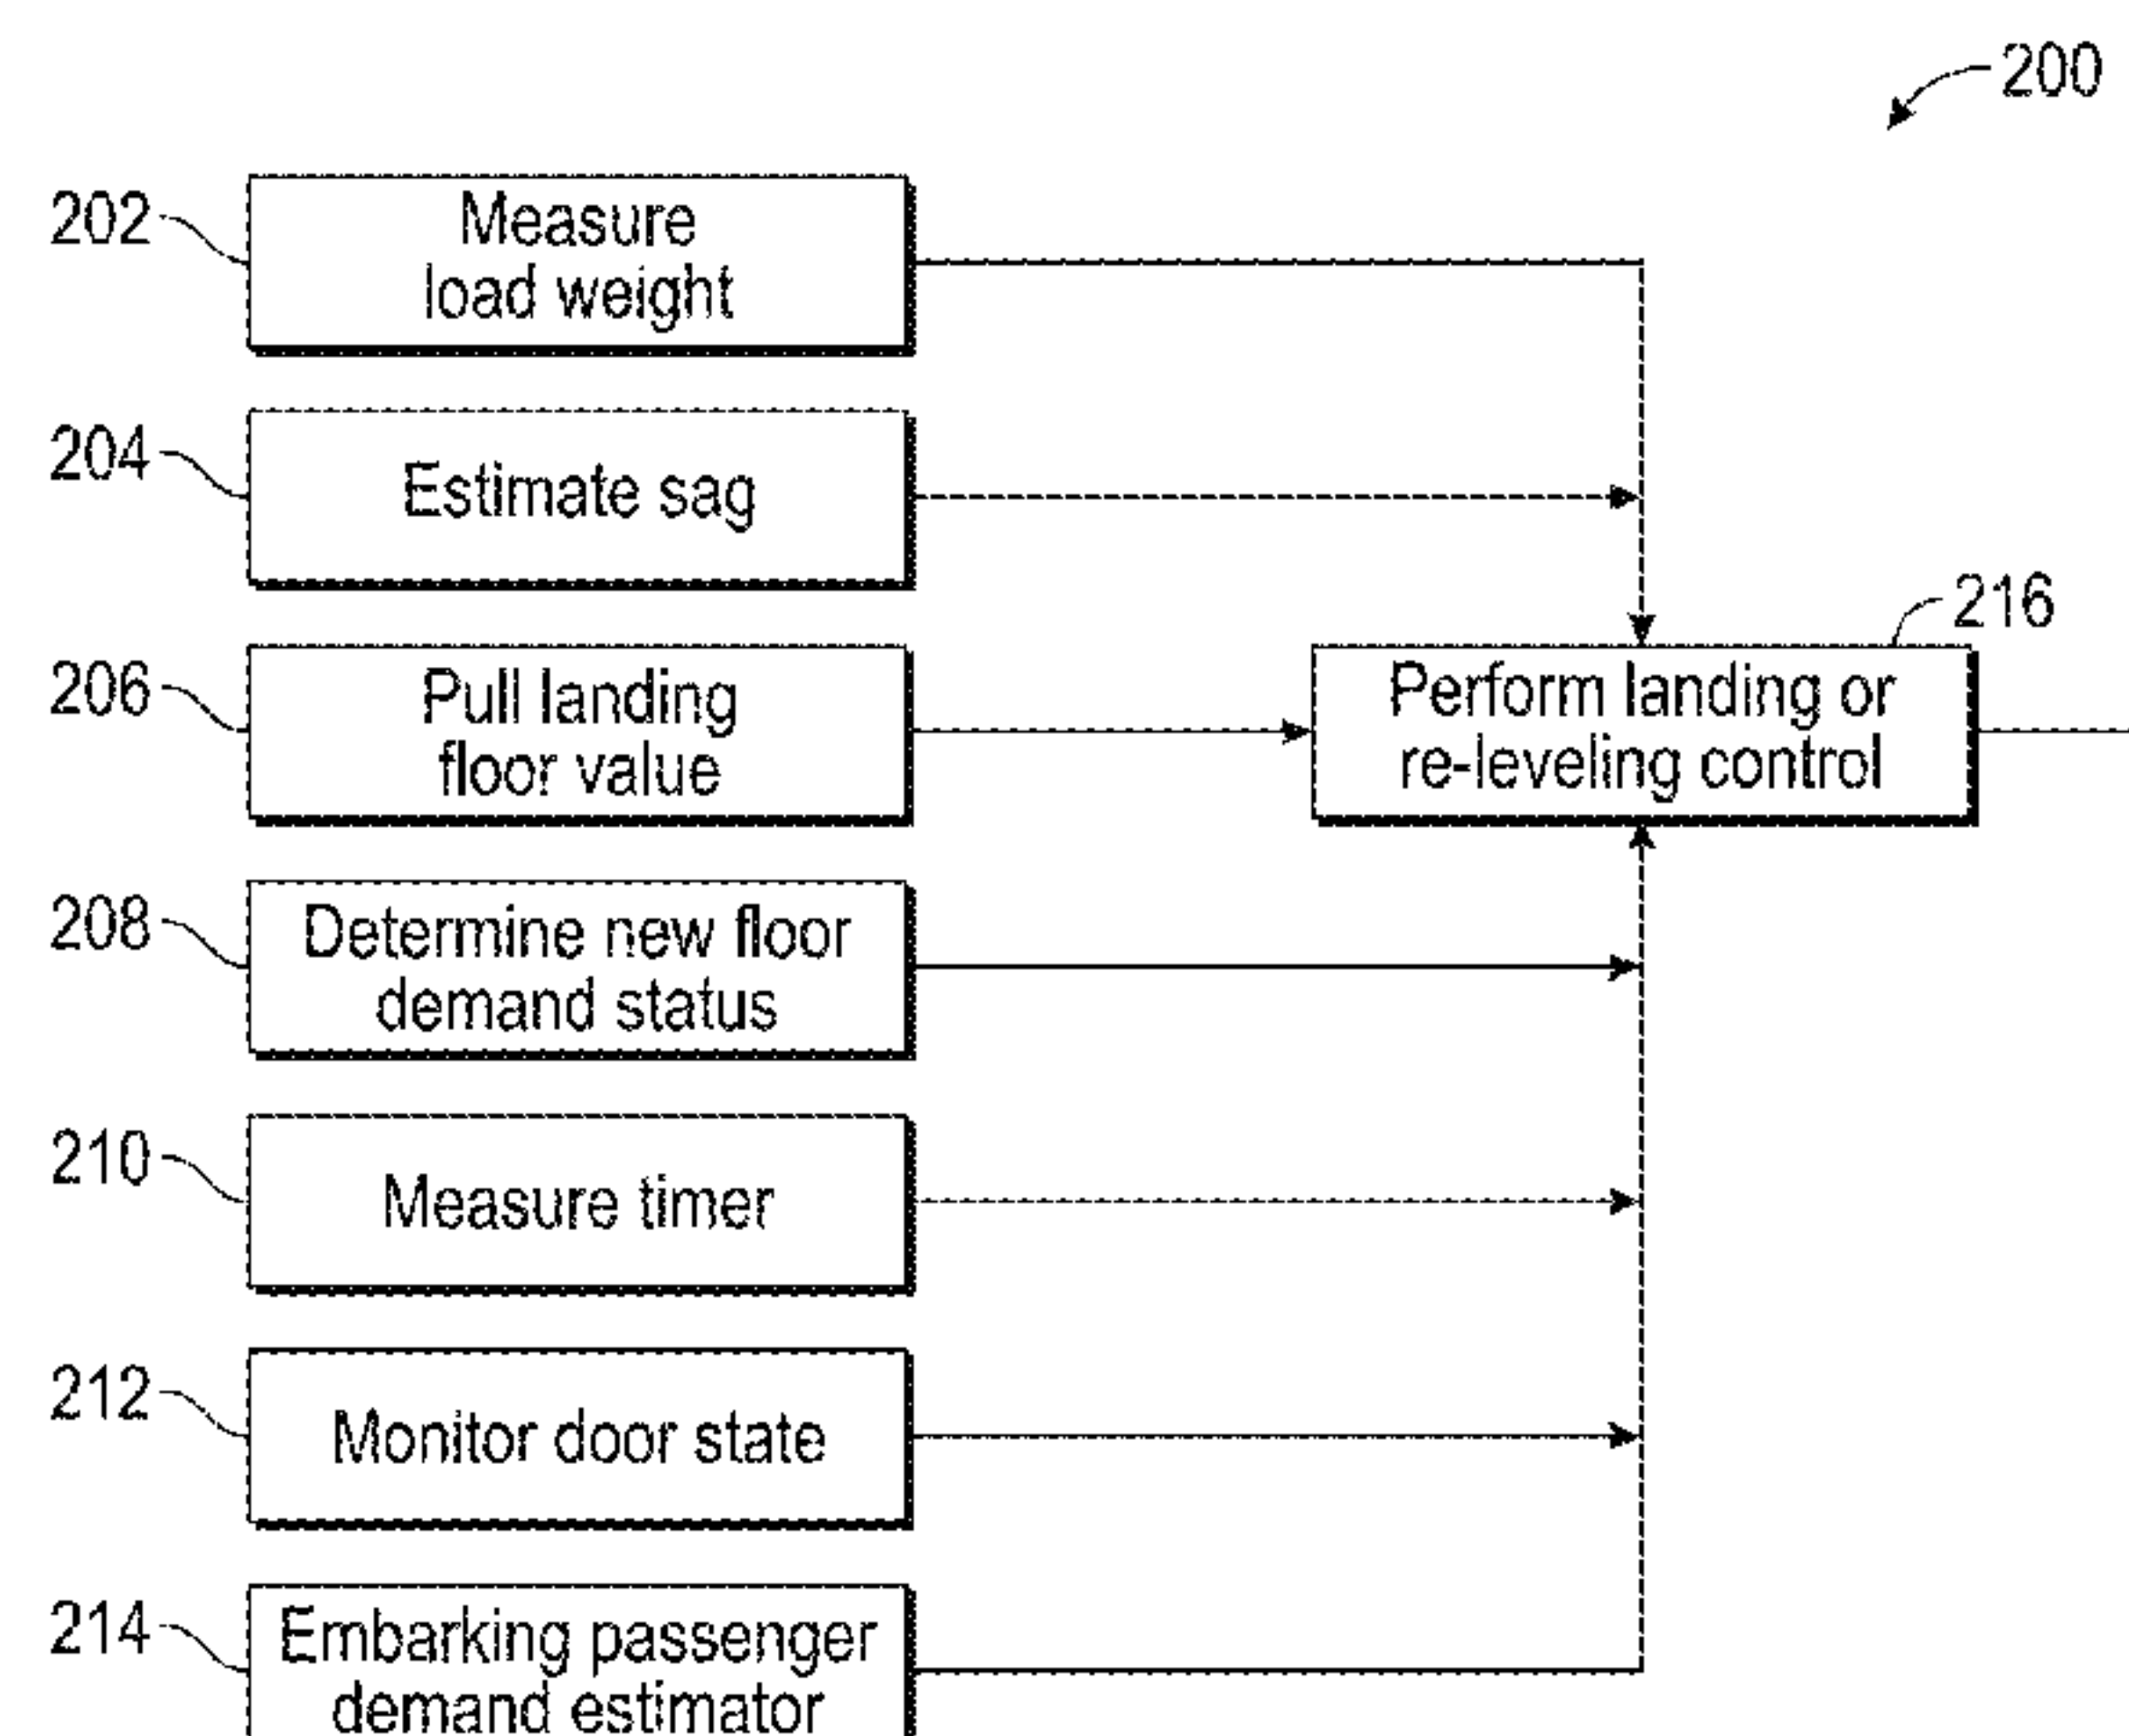 200
202
Measure
load weight
204
Estimate sag
216
206
Pull landing
floor value
Perform landing or
re-leveling control
208
Determine new floor
demand status
210
Measure timer
212
Monitor door state
214
Embarking passenger
demand estimator